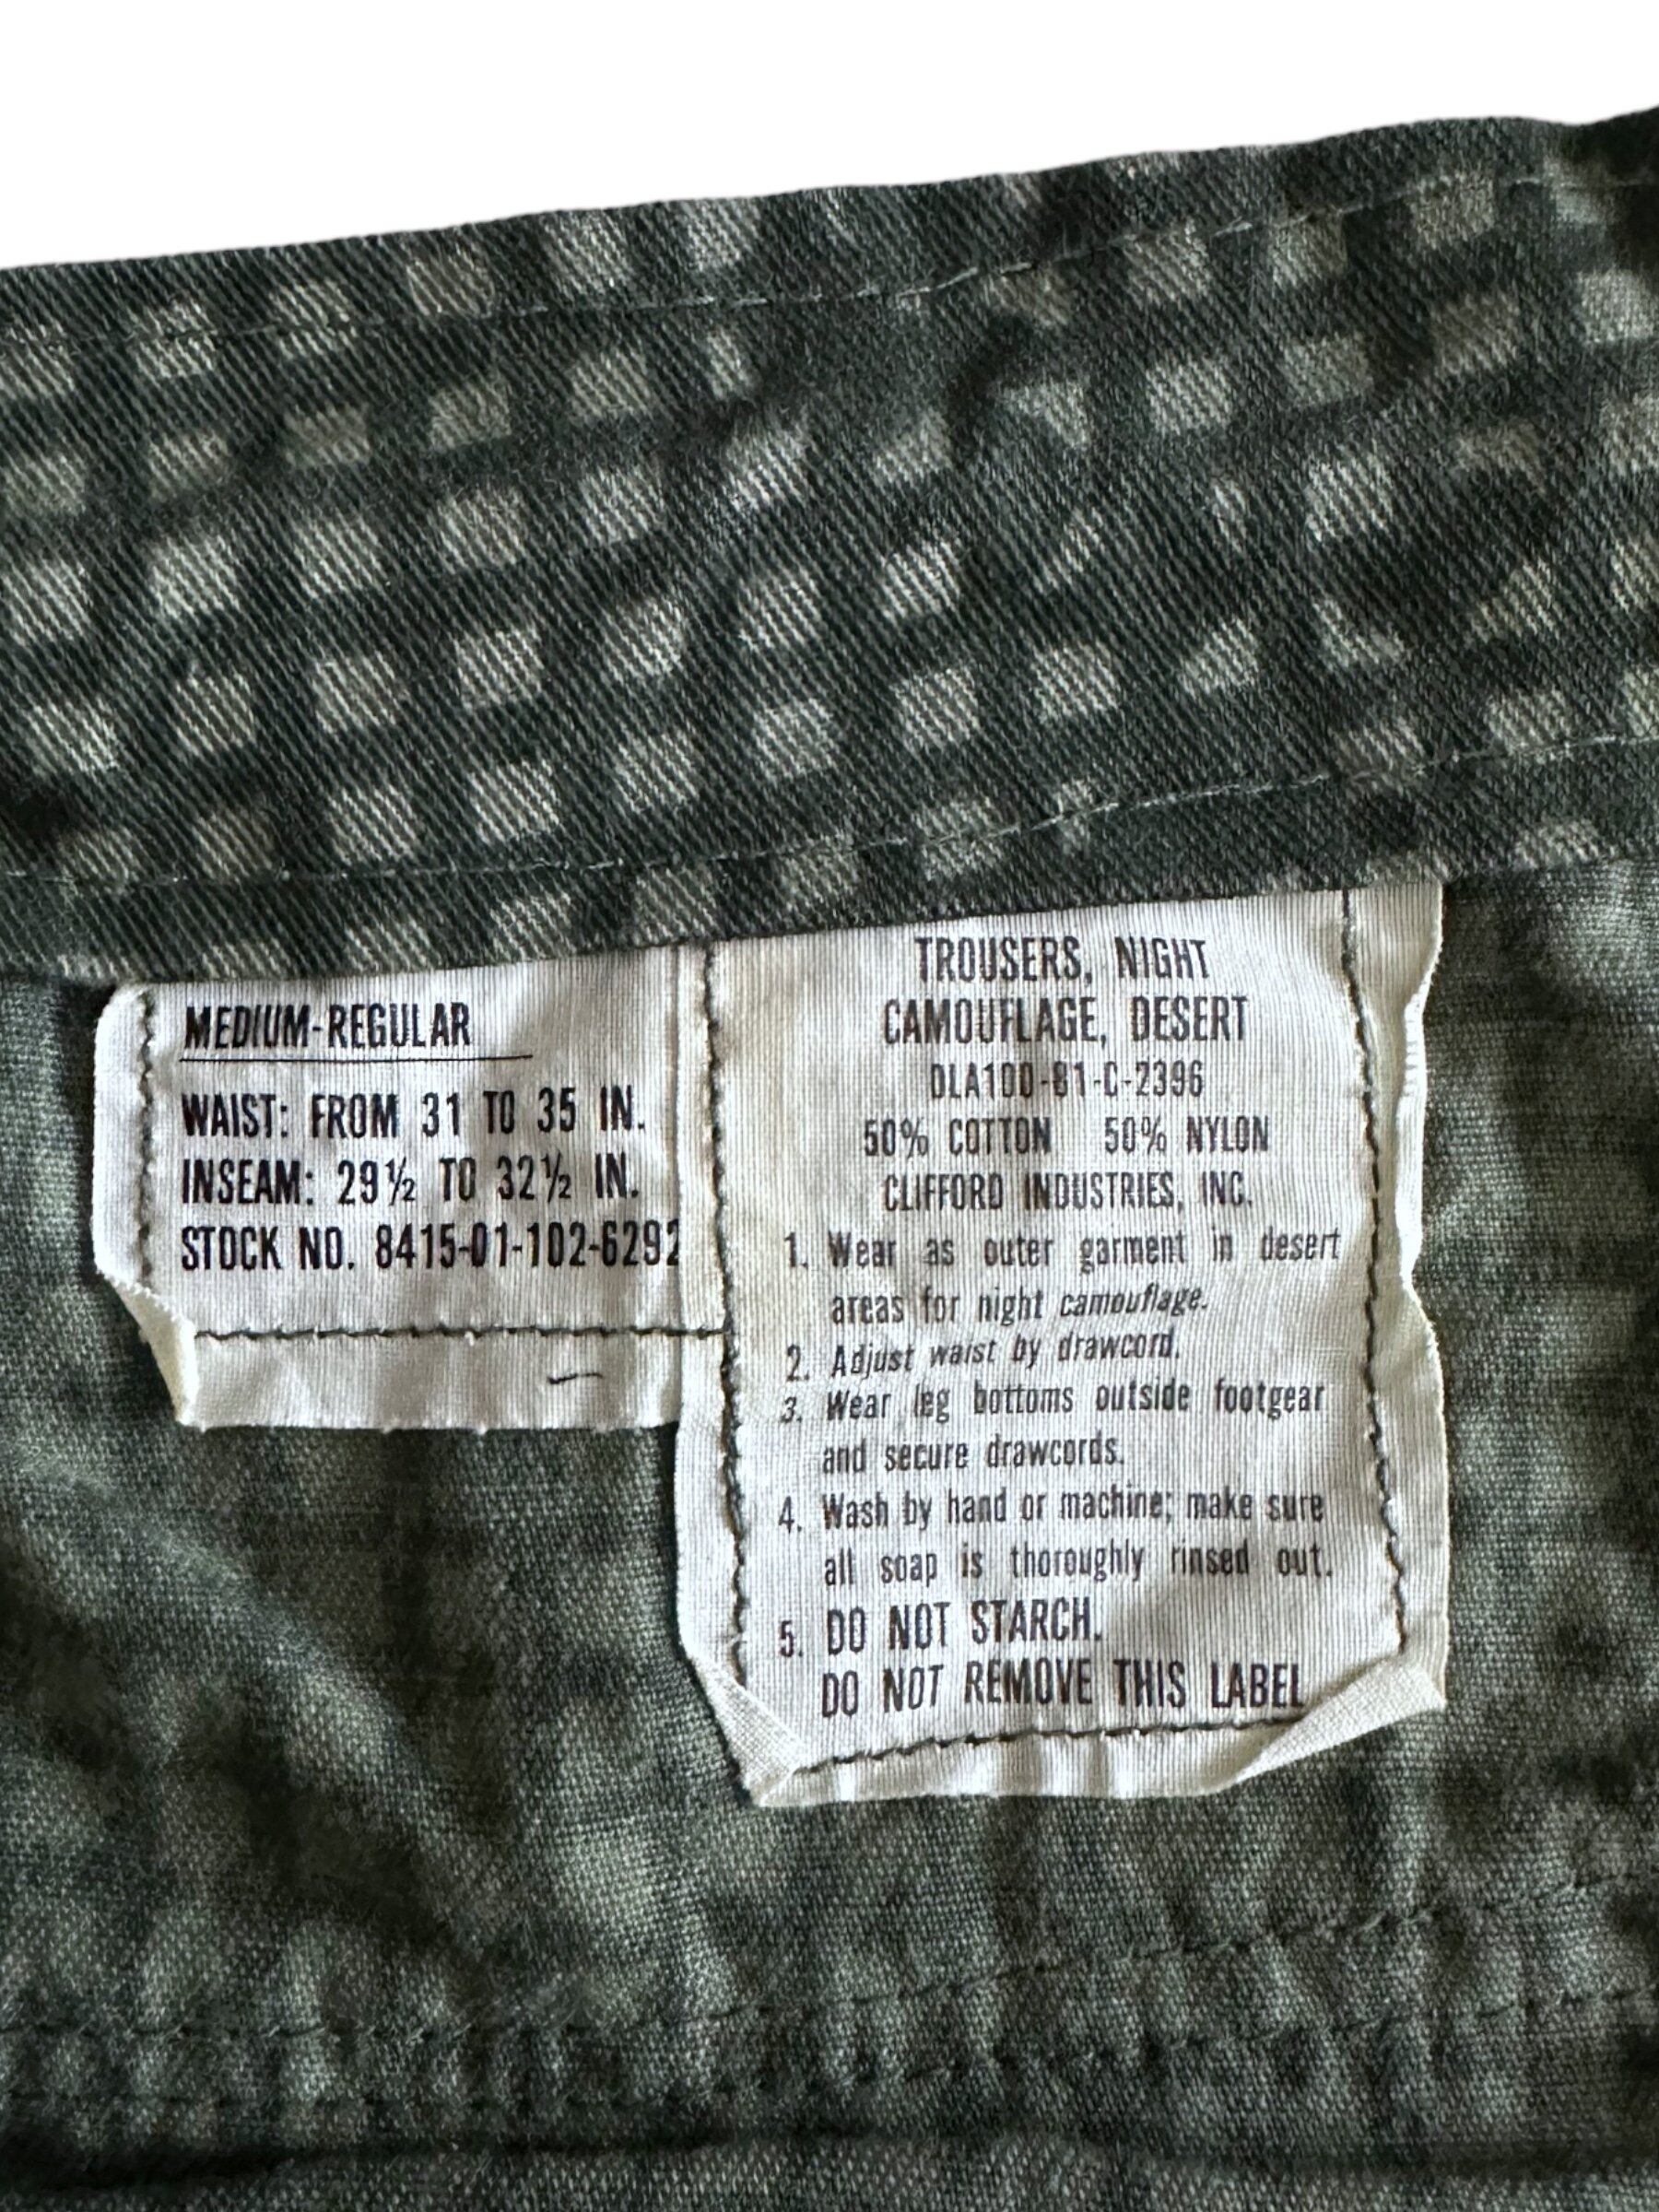 MEDIUM-REGULAR
WAIST: FROM 31 TO 35 IN.
INSEAM: 29½ TO 32½ IN.
STOCK NO. 8415-01-102-6292
TROUSERS, NIGHT
CAMOUFLAGE, DESERT
DLA100-81-C-2396
50% COTTON 50% NYLON
CLIFFORD INDUSTRIES, INC.
1. Wear as outer garment in desert
areas for night camouflage.
2. Adjust waist by drawcord.
3. Wear leg bottoms outside footgear
and secure drawcords.
4. Wash by hand or machine; make sure
all soap is thoroughly rinsed out.
5. DO NOT STARCH.
DO NOT REMOVE THIS LABEL